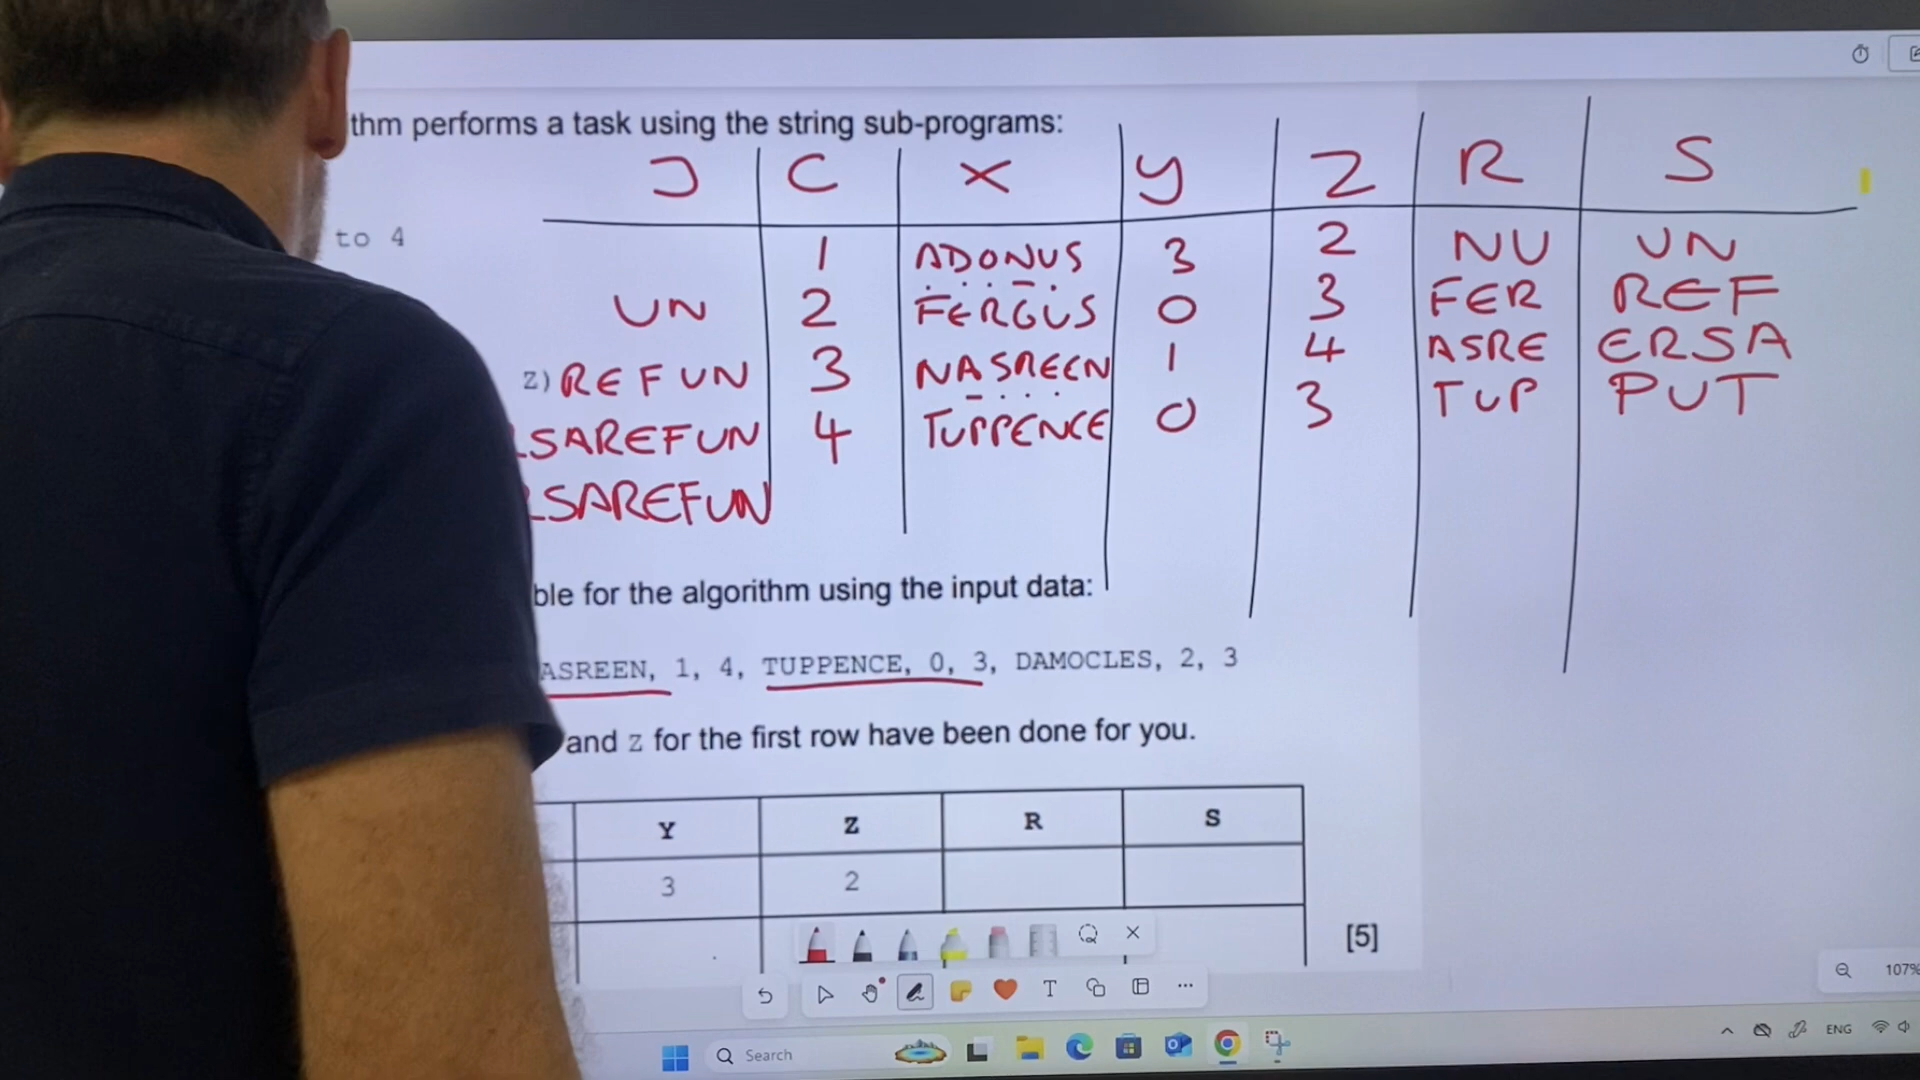 thm performs a task using the string sub-programs:
J C X Y Z R S
to 4
1 ADONUS 3 2 NU UN
UN 2 FERGUS 0 3 FER REF
Z) REFUN 3 NASREEN 1 4 ASRE ERSA
SAREFUN 4 TUPPENCE 0 3 TUP PUT
SAREFUN
ble for the algorithm using the input data:
ASREEN, 1, 4, TUPPENCE, 0, 3, DAMOCLES, 2, 3
and z for the first row have been done for you.
Y Z R S
3 2
[5]
T
107%
Search
ENG